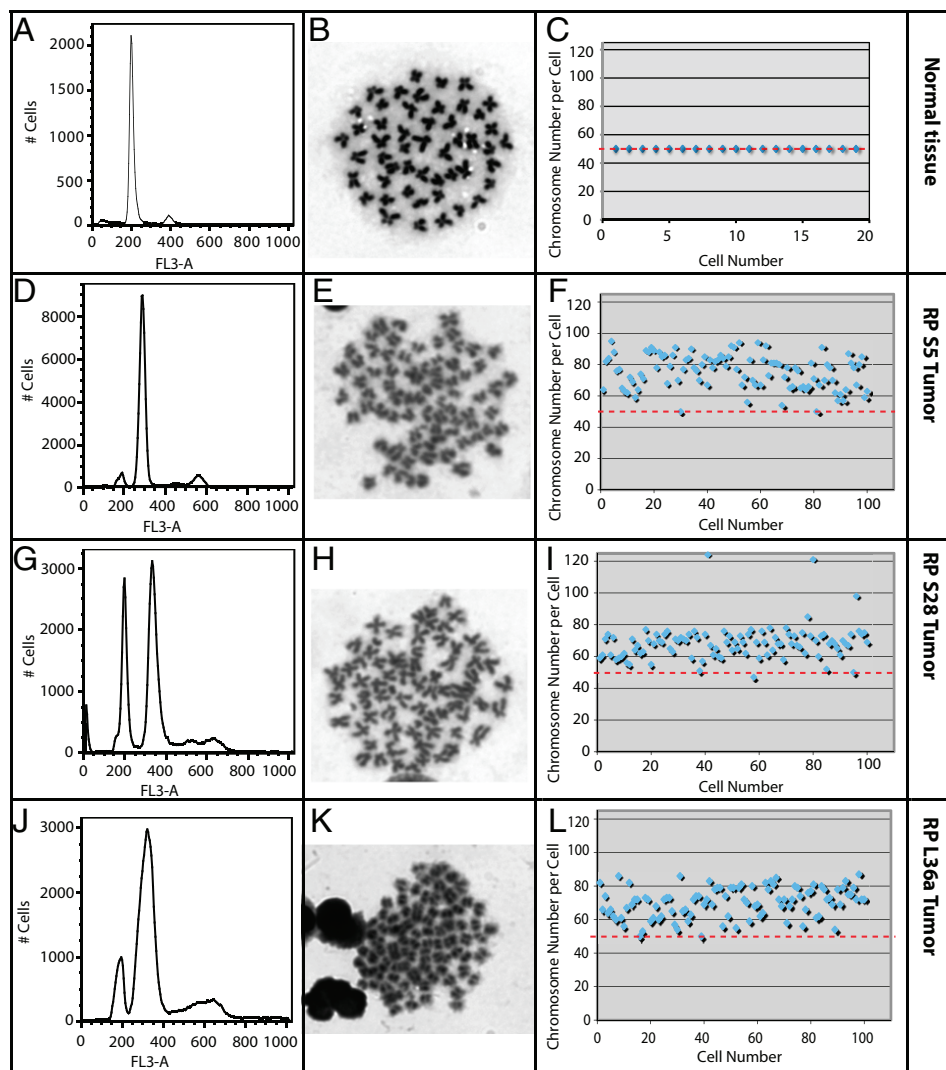 A
2000
1500
1000
500
0
# Cells
0 200 400 600 800 1000
FL3-A
B
C
120
100
80
60
40
20
0
Chromosome Number per Cell
0 5 10 15 20
Cell Number
Normal tissue
D
8000
6000
4000
2000
0
# Cells
0 200 400 600 800 1000
FL3-A
E
F
120
100
80
60
40
20
0
Chromosome Number per Cell
0 20 40 60 80 100
Cell Number
RP S5 Tumor
G
3000
2000
1000
0
# Cells
0 200 400 600 800 1000
FL3-A
H
I
120
100
80
60
40
20
0
Chromosome Number per Cell
0 20 40 60 80 100
Cell Number
RP S28 Tumor
J
3000
2000
1000
0
# Cells
0 200 400 600 800 1000
FL3-A
K
L
120
100
80
60
40
20
0
Chromosome Number per Cell
0 20 40 60 80 100
Cell Number
RP L36a Tumor